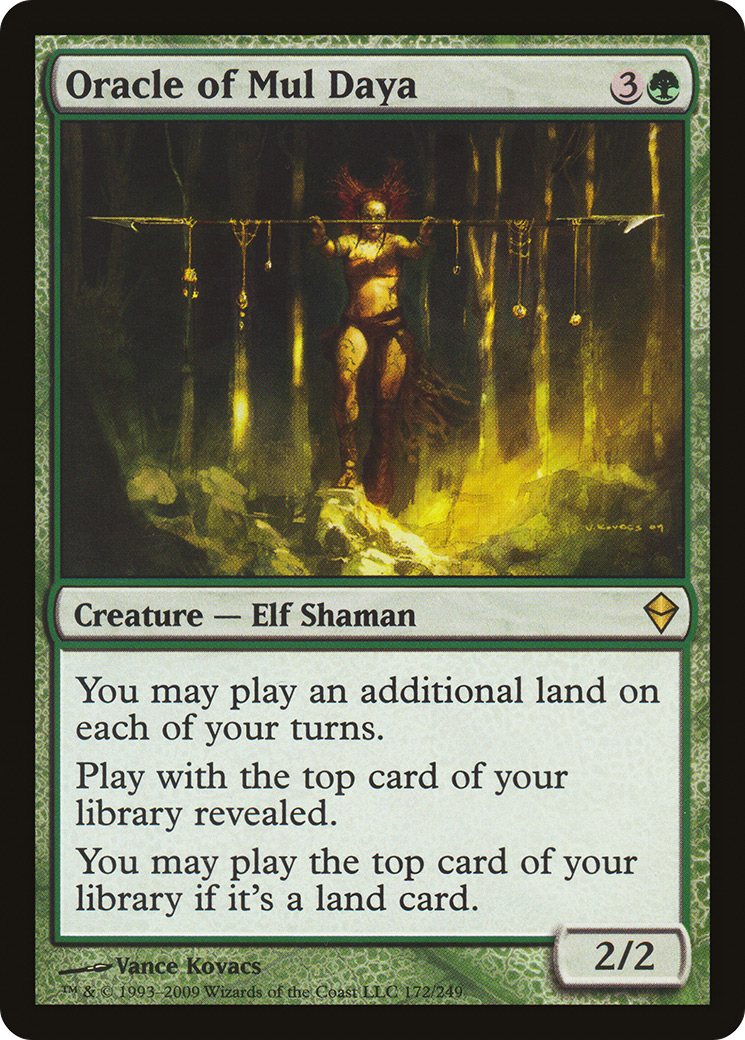 Oracle of Mul Daya 3
V. KOVACS 09
Creature — Elf Shaman
You may play an additional land on
each of your turns.
Play with the top card of your
library revealed.
You may play the top card of your
library if it's a land card.
2/2
Vance Kovacs
™ & © 1993–2009 Wizards of the Coast LLC 172/249